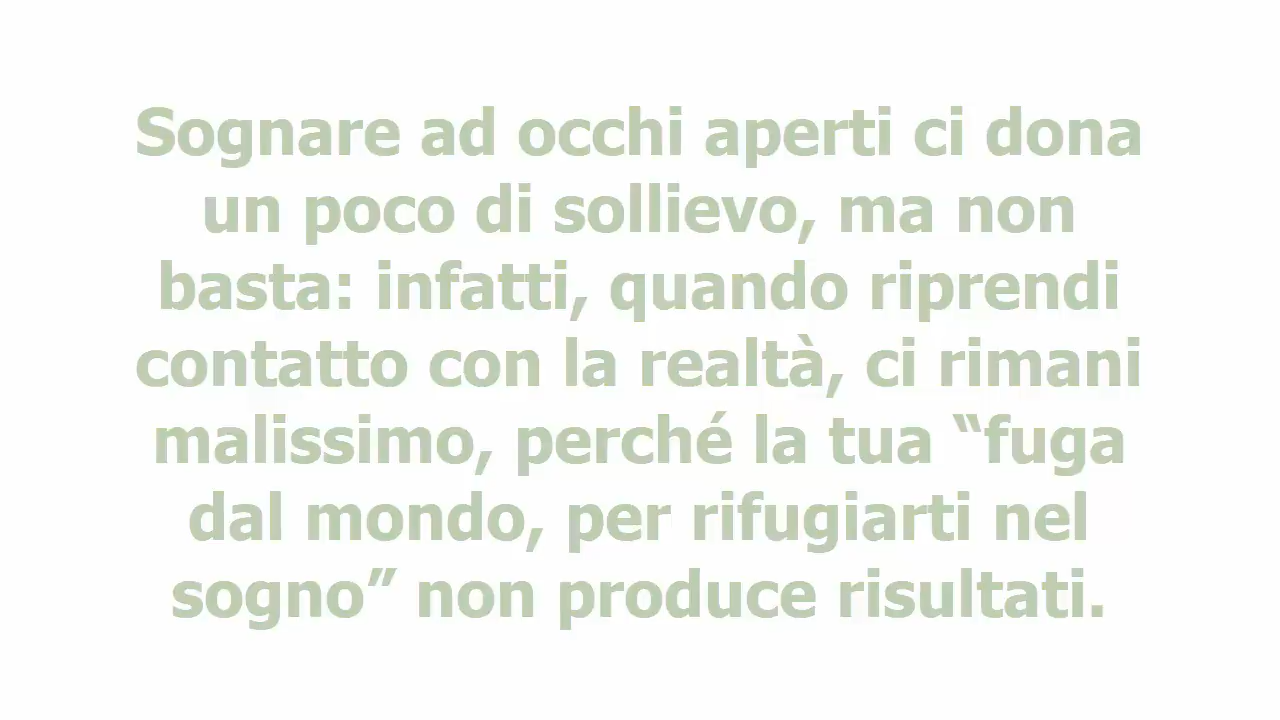 Sognare ad occhi aperti ci dona
un poco di sollievo, ma non
basta: infatti, quando riprendi
contatto con la realtà, ci rimani
malissimo, perché la tua “fuga
dal mondo, per rifugiarti nel
sogno” non produce risultati.